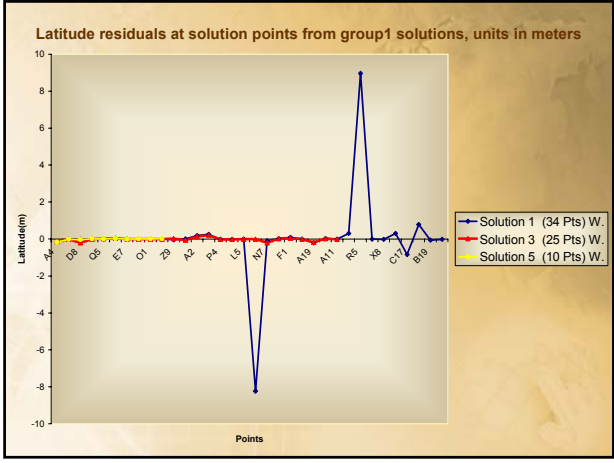 Latitude residuals at solution points from group1 solutions, units in meters
10
8
6
4
2
0
-2
-4
-6
-8
-10
Latitude(m)
A4
D8
Q5
E7
O1
Z9
A2
P4
L5
N7
F1
A19
A11
R5
X8
C17
B19
Points
Solution 1 (34 Pts) W.
Solution 3 (25 Pts) W.
Solution 5 (10 Pts) W.